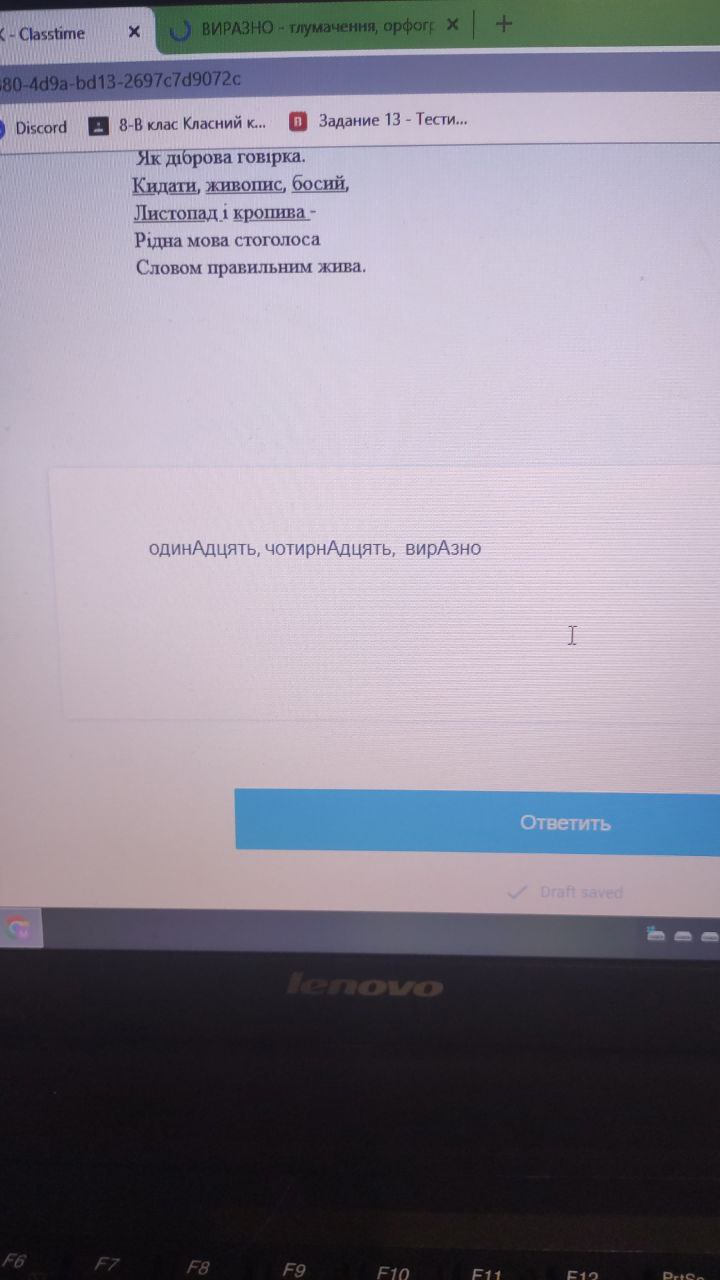 - Classtime
ВИРАЗНО - тлумачення, орфогр
80-4d9a-bd13-2697c7d9072c
Discord
8-В клас Класний к...
Задание 13 - Тести...
Як діброва говірка.
Кидати, живопис, босий,
Листопад і кропива -
Рідна мова стоголоса
Словом правильним жива.
одинАдцять, чотирнАдцять, вирАзно
Ответить
Draft saved
lenovo
F6 F7 F8 F9 F10 F11 F12 PrtSc